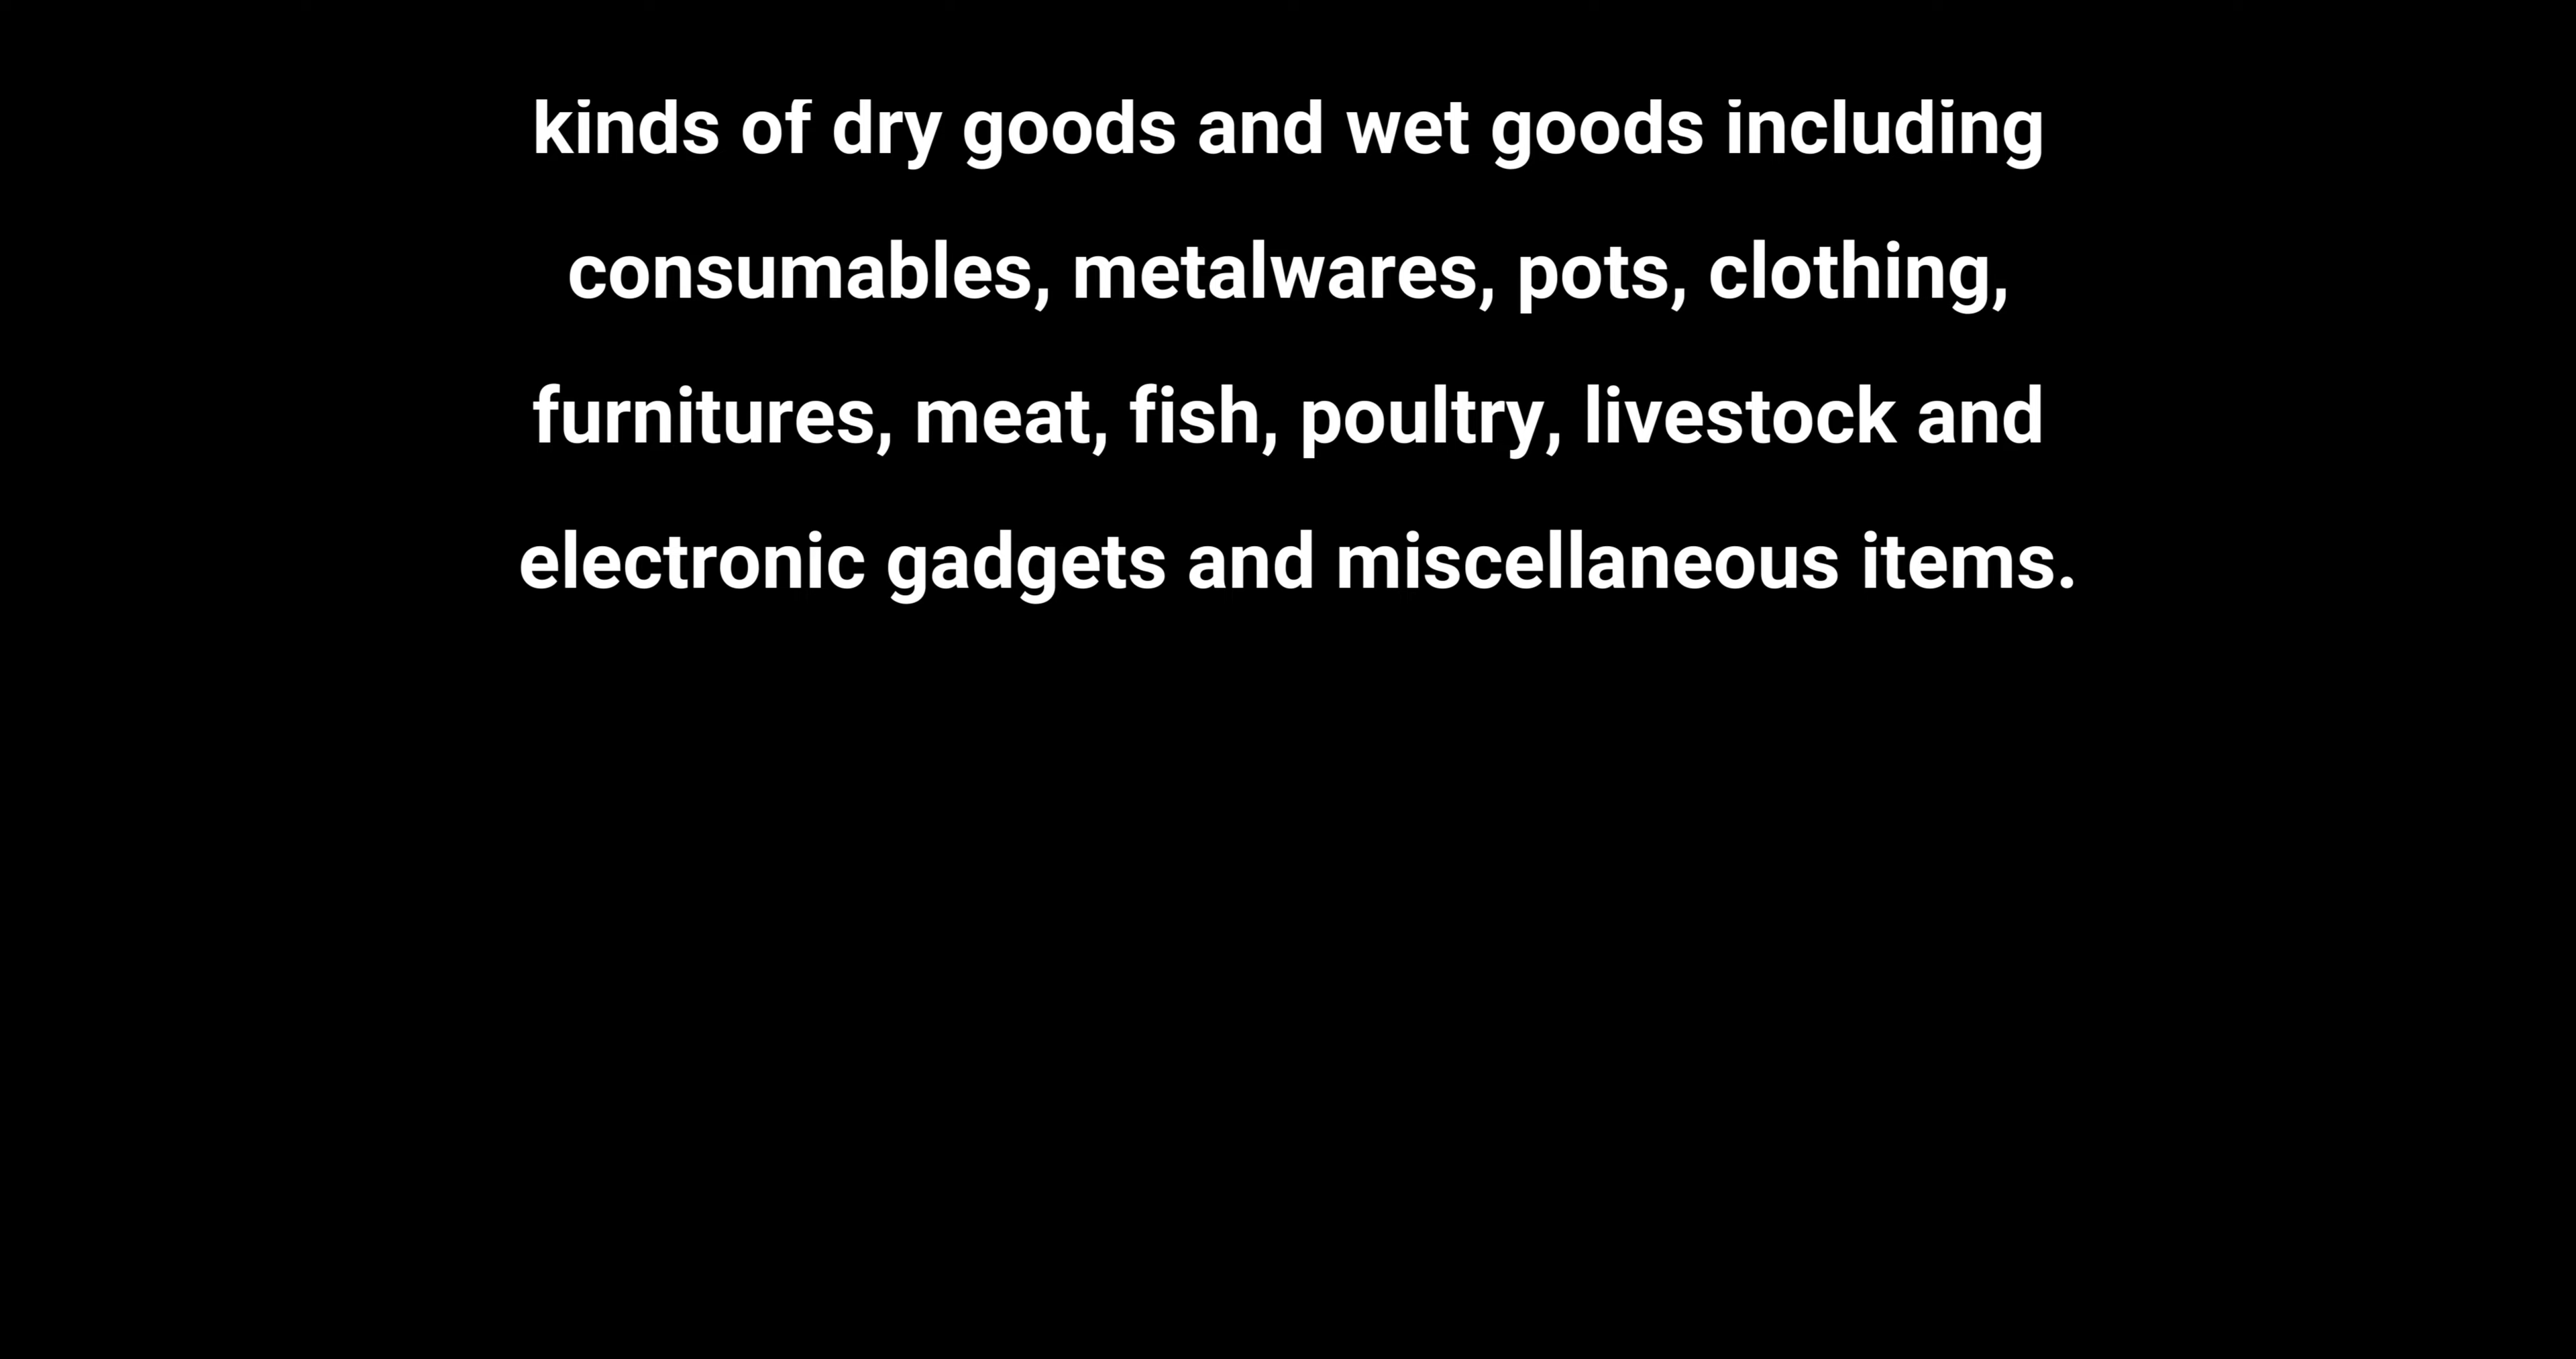 kinds of dry goods and wet goods including
consumables, metalwares, pots, clothing,
furnitures, meat, fish, poultry, livestock and
electronic gadgets and miscellaneous items.